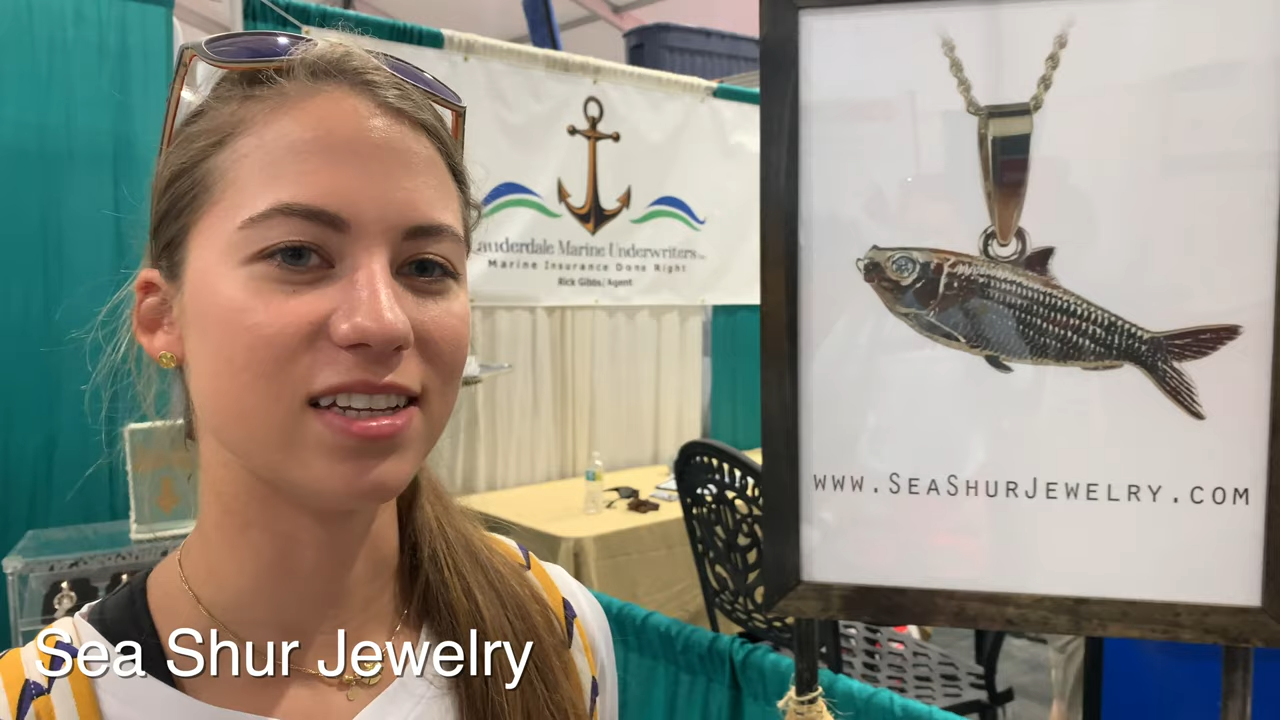 Lauderdale Marine Underwriters
Marine Insurance Done Right
Rick Gibbs/Agent
www.SeaShurJewelry.com
Sea Shur Jewelry